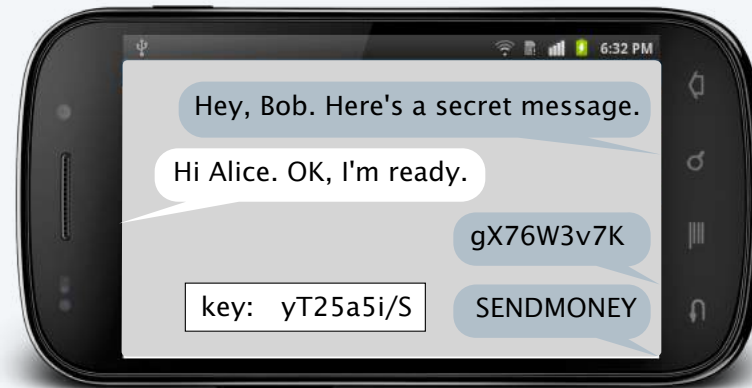 6:32 PM
Hey, Bob. Here's a secret message.
Hi Alice. OK, I'm ready.
gX76W3v7K
key: yT25a5i/S
SENDMONEY